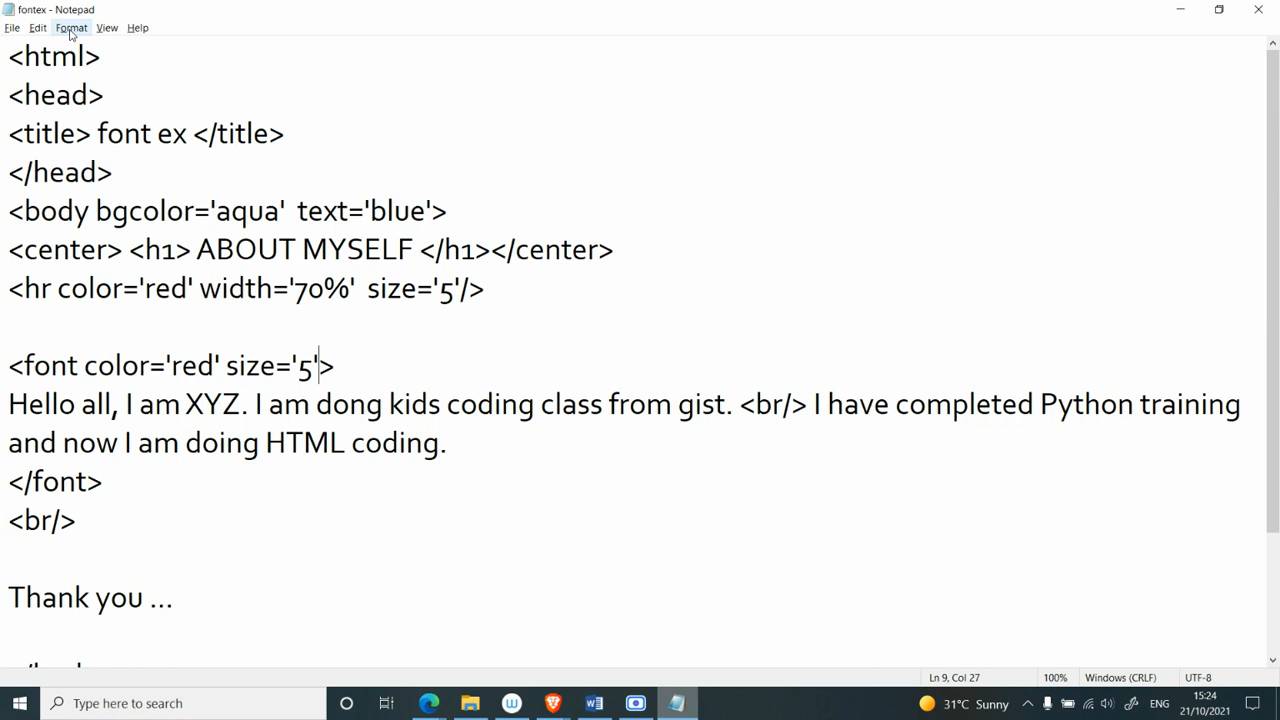 fontex - Notepad
File Edit Format View Help
<html>
<head>
<title> font ex </title>
</head>
<body bgcolor='aqua'  text='blue'>
<center> <h1> ABOUT MYSELF </h1></center>
<hr color='red' width='70%'  size='5'/>
<font color='red' size='5'>
Hello all, I am XYZ. I am dong kids coding class from gist. <br/> I have completed Python training
and now I am doing HTML coding.
</font>
<br/>
Thank you ...
Ln 9, Col 27 100% Windows (CRLF) UTF-8
Type here to search
31°C Sunny
ENG
15:24
21/10/2021